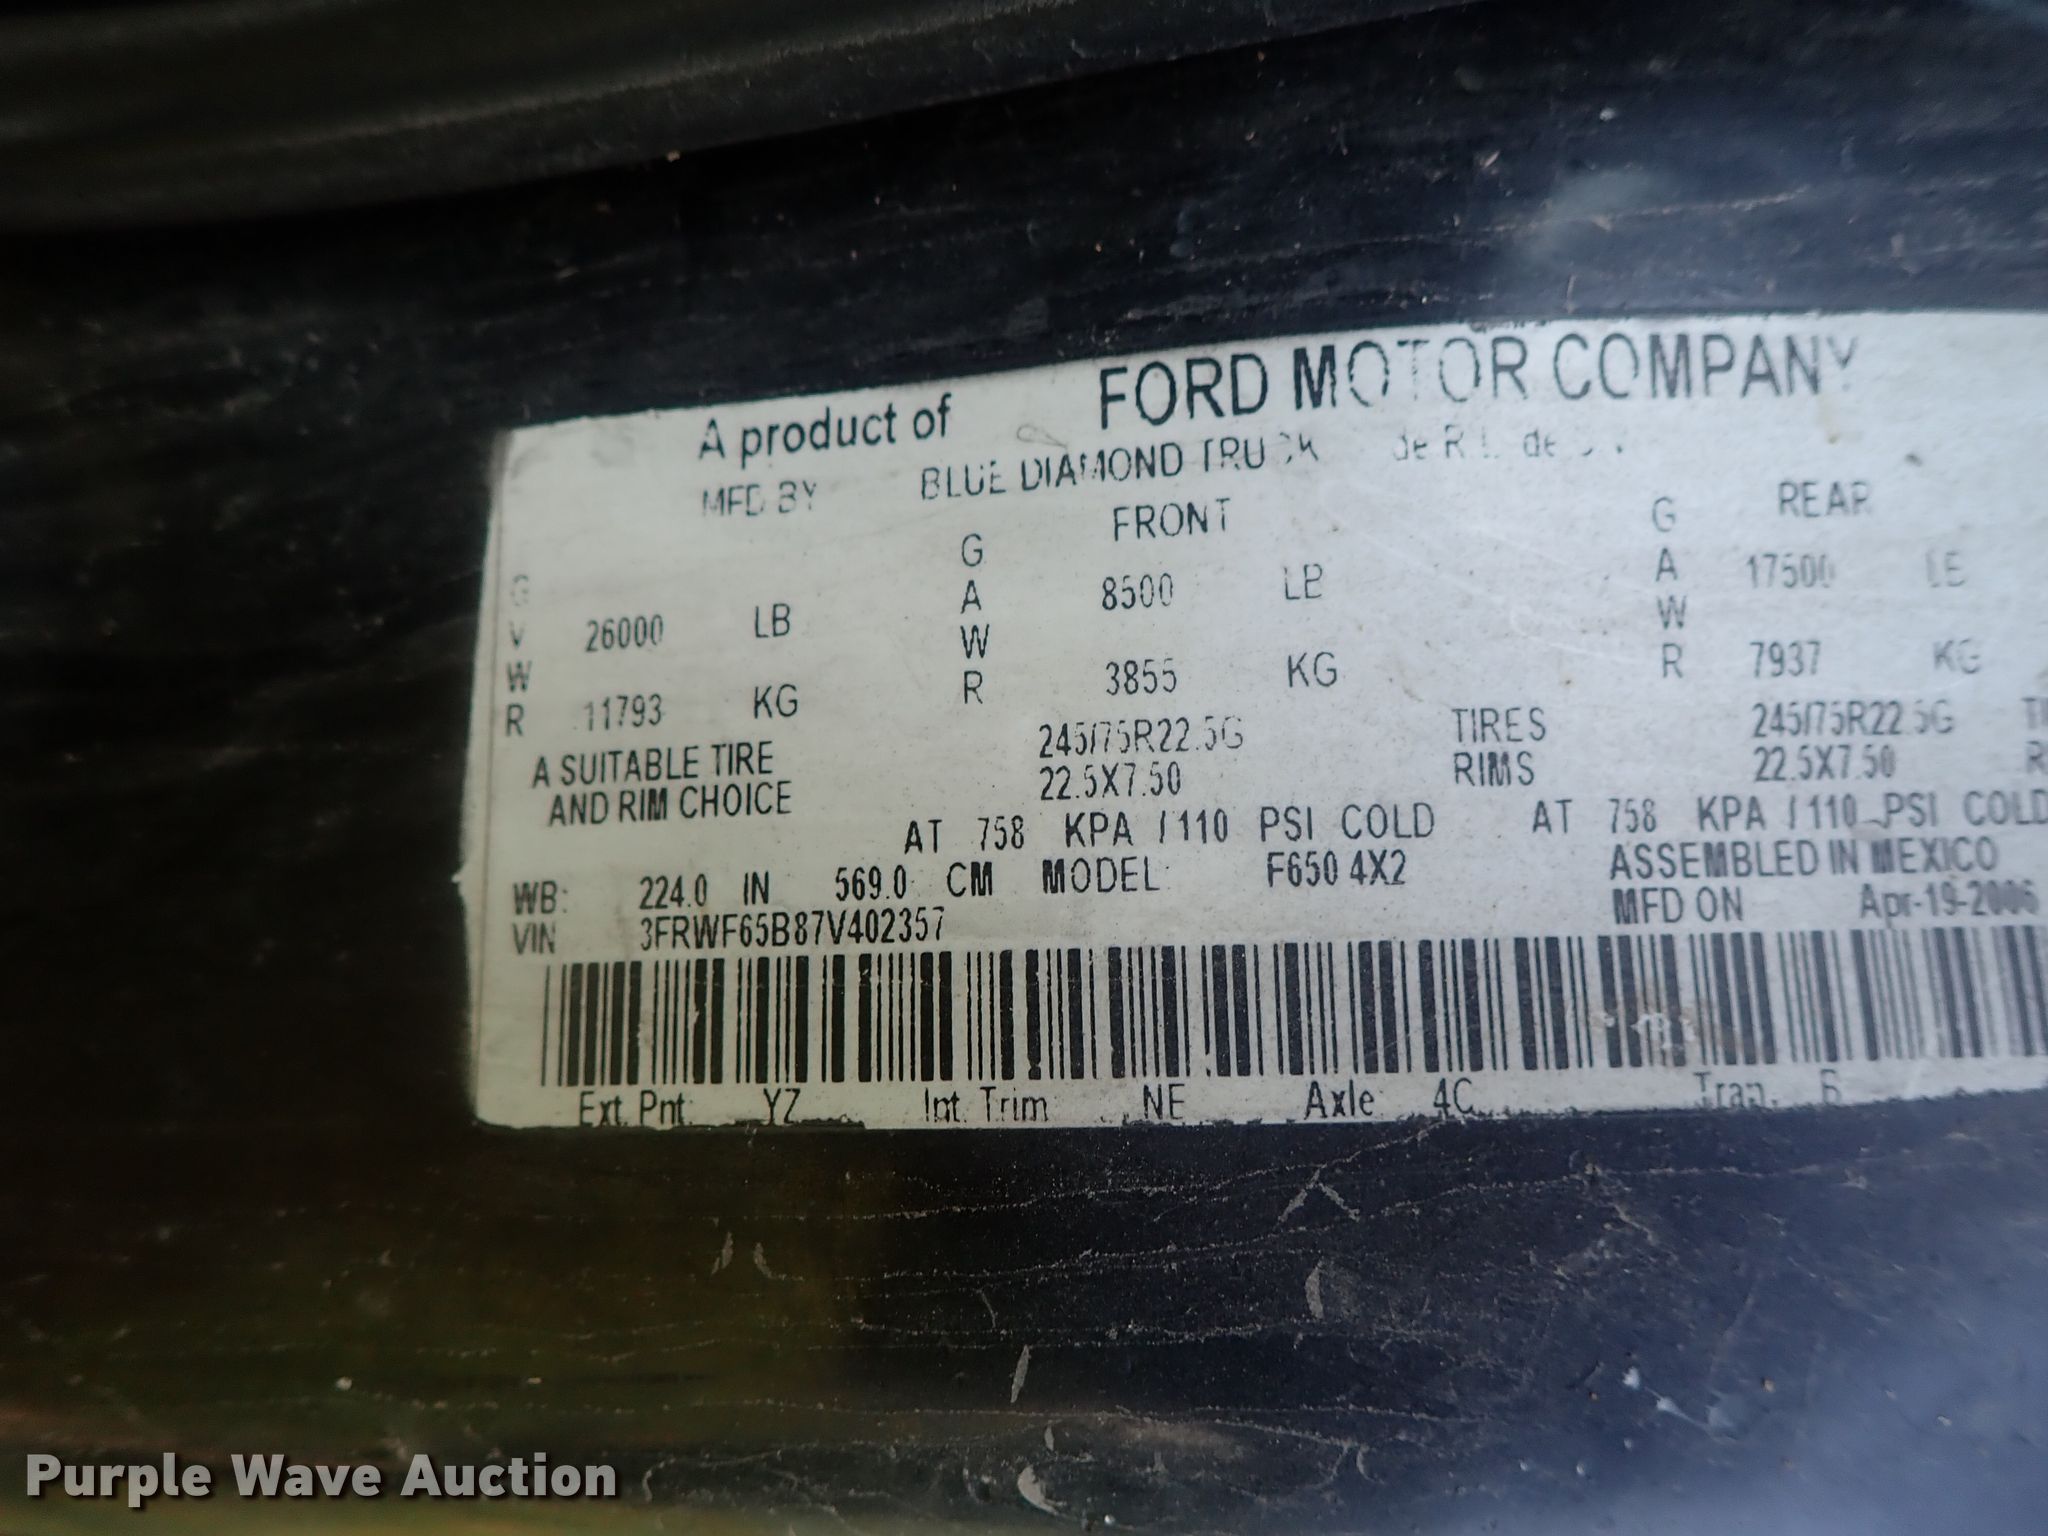 A product of FORD MOTOR COMPANY
MFD BY BLUE DIAMOND TRUCK de R.L. de
G FRONT G REAR
G A 8500 LB A 17500 LB
V 26000 LB W W
W R 3855 KG R 7937 KG
R 11793 KG
A SUITABLE TIRE 245/75R22.5G TIRES 245/75R22.5G
AND RIM CHOICE 22.5X7.50 RIMS 22.5X7.50
AT 758 KPA / 110 PSI COLD AT 758 KPA / 110 PSI COLD
WB: 224.0 IN 569.0 CM MODEL: F650 4X2 ASSEMBLED IN MEXICO
VIN 3FRWF65B87V402357 MFD ON Apr-19-2006
Ext. Pnt: YZ Int. Trim NE Axle 4C Tran.
Purple Wave Auction